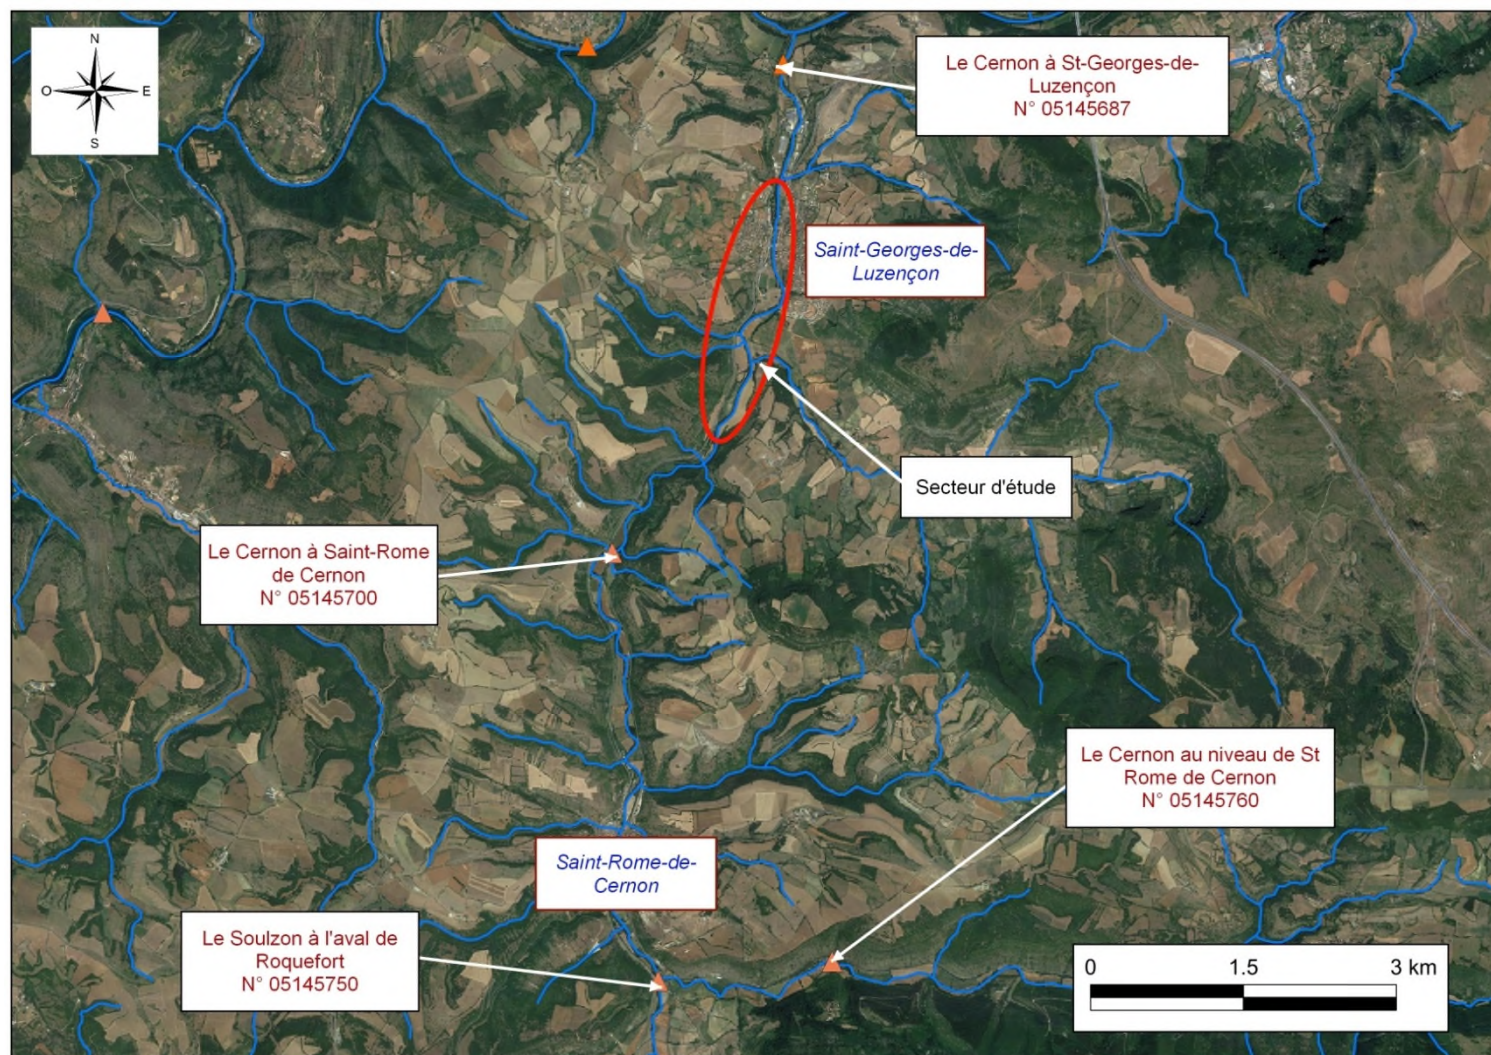 N
O
E
S
Le Cernon à St-Georges-de-
Luzençon
N° 05145687
Saint-Georges-de-
Luzençon
Secteur d'étude
Le Cernon à Saint-Rome
de Cernon
N° 05145700
Le Cernon au niveau de St
Rome de Cernon
N° 05145760
Saint-Rome-de-
Cernon
Le Soulzon à l'aval de
Roquefort
N° 05145750
0
1.5
3 km